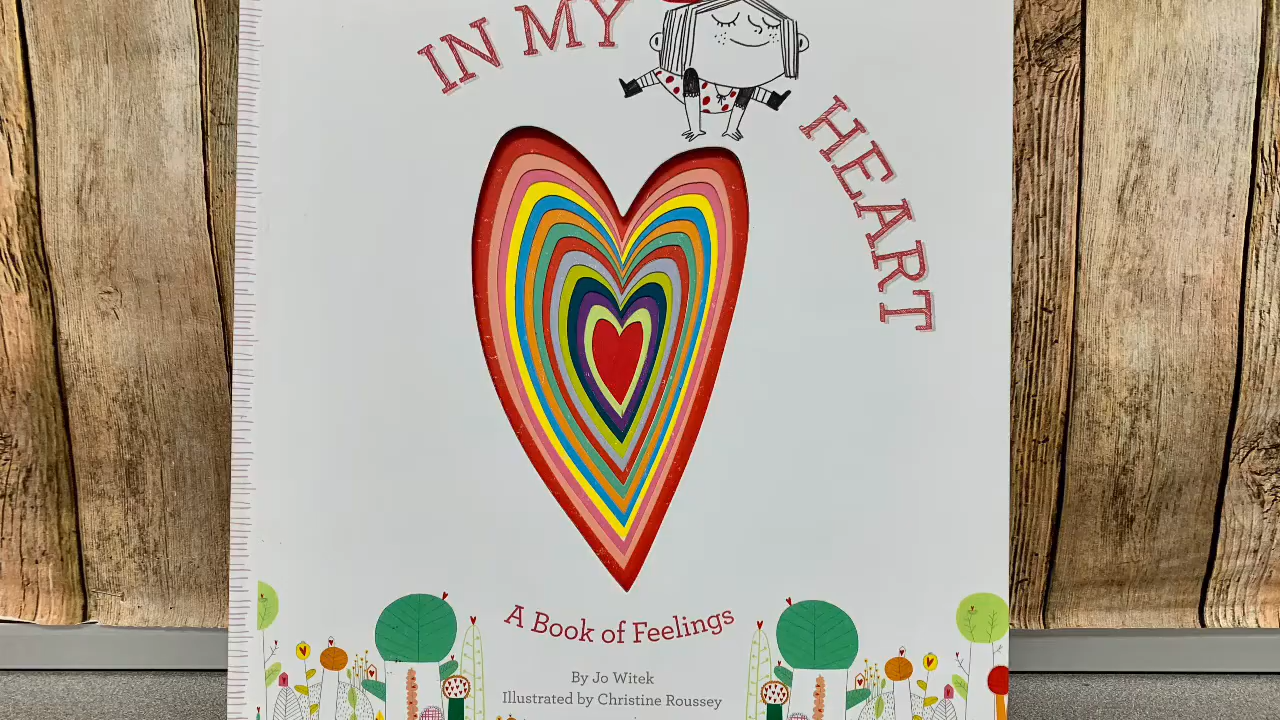 IN MY HEART
A Book of Feelings
By Jo Witek
Illustrated by Christine Roussey